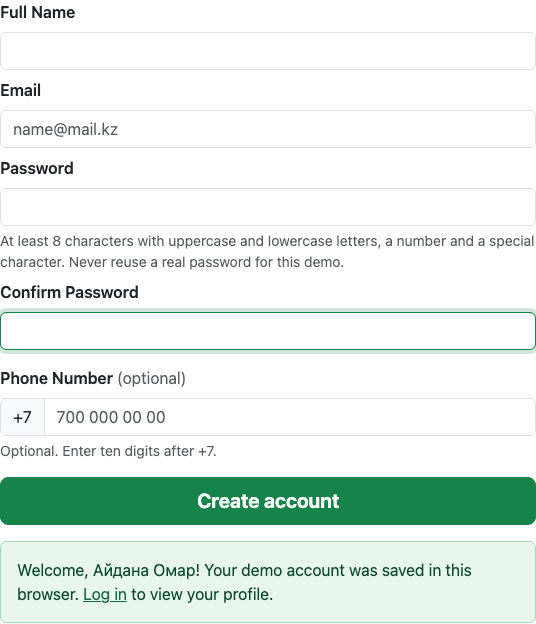 Full Name
Email
name@mail.kz
Password
At least 8 characters with uppercase and lowercase letters, a number and a special
character. Never reuse a real password for this demo.
Confirm Password
Phone Number (optional)
+7 700 000 00 00
Optional. Enter ten digits after +7.
Create account
Welcome, Айдана Омар! Your demo account was saved in this
browser. Log in to view your profile.